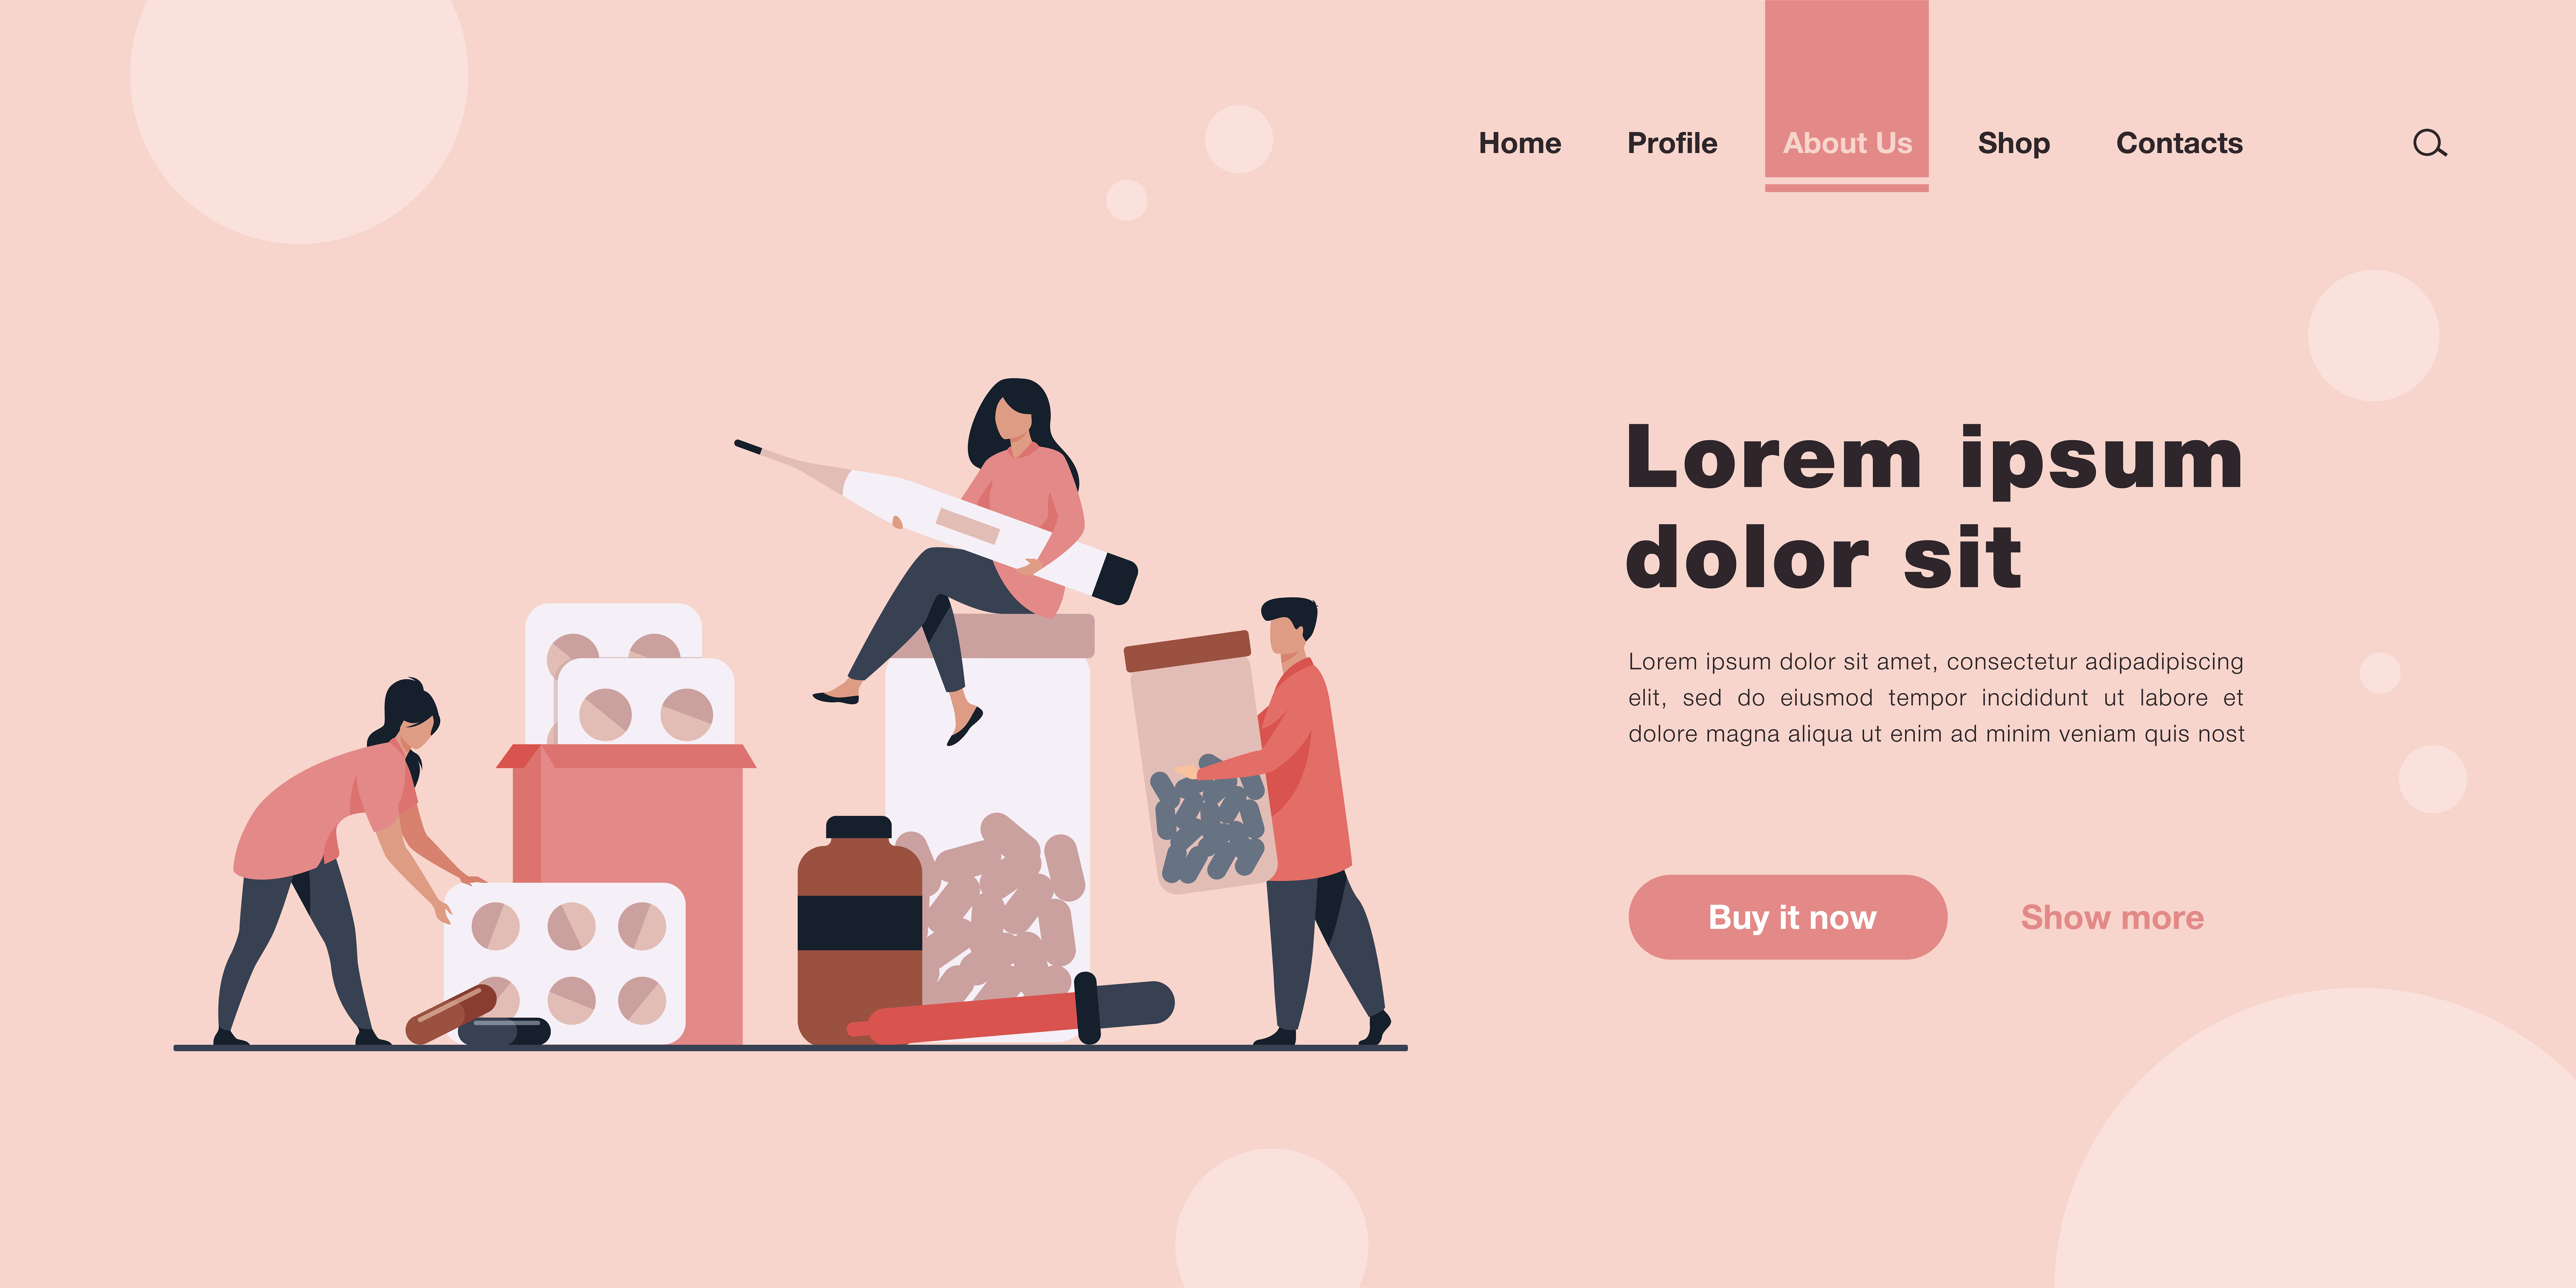 Home Profile About Us Shop Contacts
Lorem ipsum
dolor sit
Lorem ipsum dolor sit amet, consectetur adipadipiscing
elit, sed do eiusmod tempor incididunt ut labore et
dolore magna aliqua ut enim ad minim veniam quis nost
Buy it now Show more